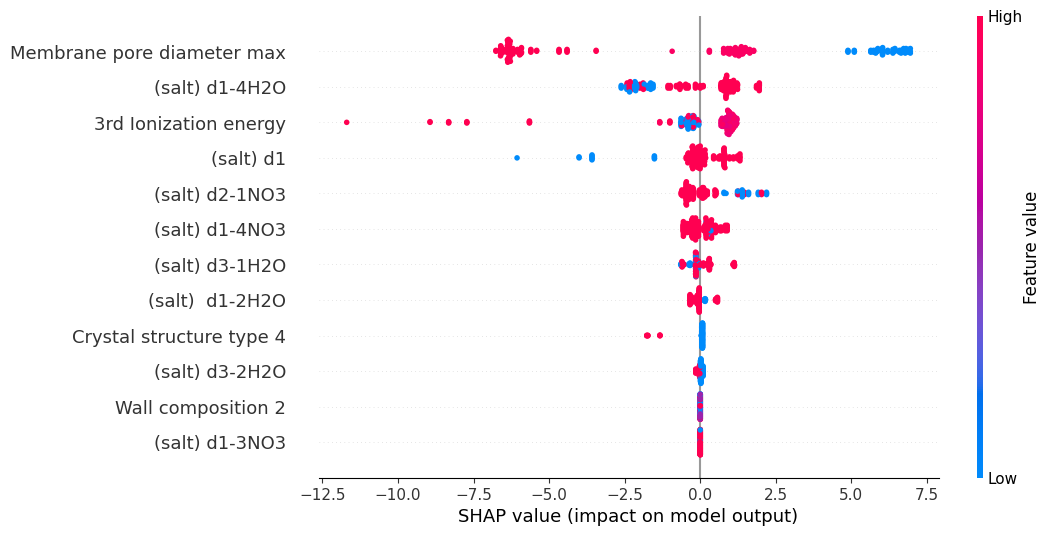 High
Membrane pore diameter max
(salt) d1-4H2O
3rd Ionization energy
(salt) d1
(salt) d2-1NO3
(salt) d1-4NO3
(salt) d3-1H2O
(salt)  d1-2H2O
Crystal structure type 4
(salt) d3-2H2O
Wall composition 2
(salt) d1-3NO3
Feature value
Low
−12.5 −10.0 −7.5 −5.0 −2.5 0.0 2.5 5.0 7.5
SHAP value (impact on model output)